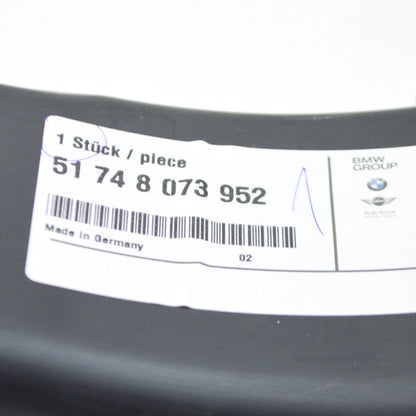 1 Stück / piece
51 74 8 073 952
Made in Germany
02
BMW
GROUP